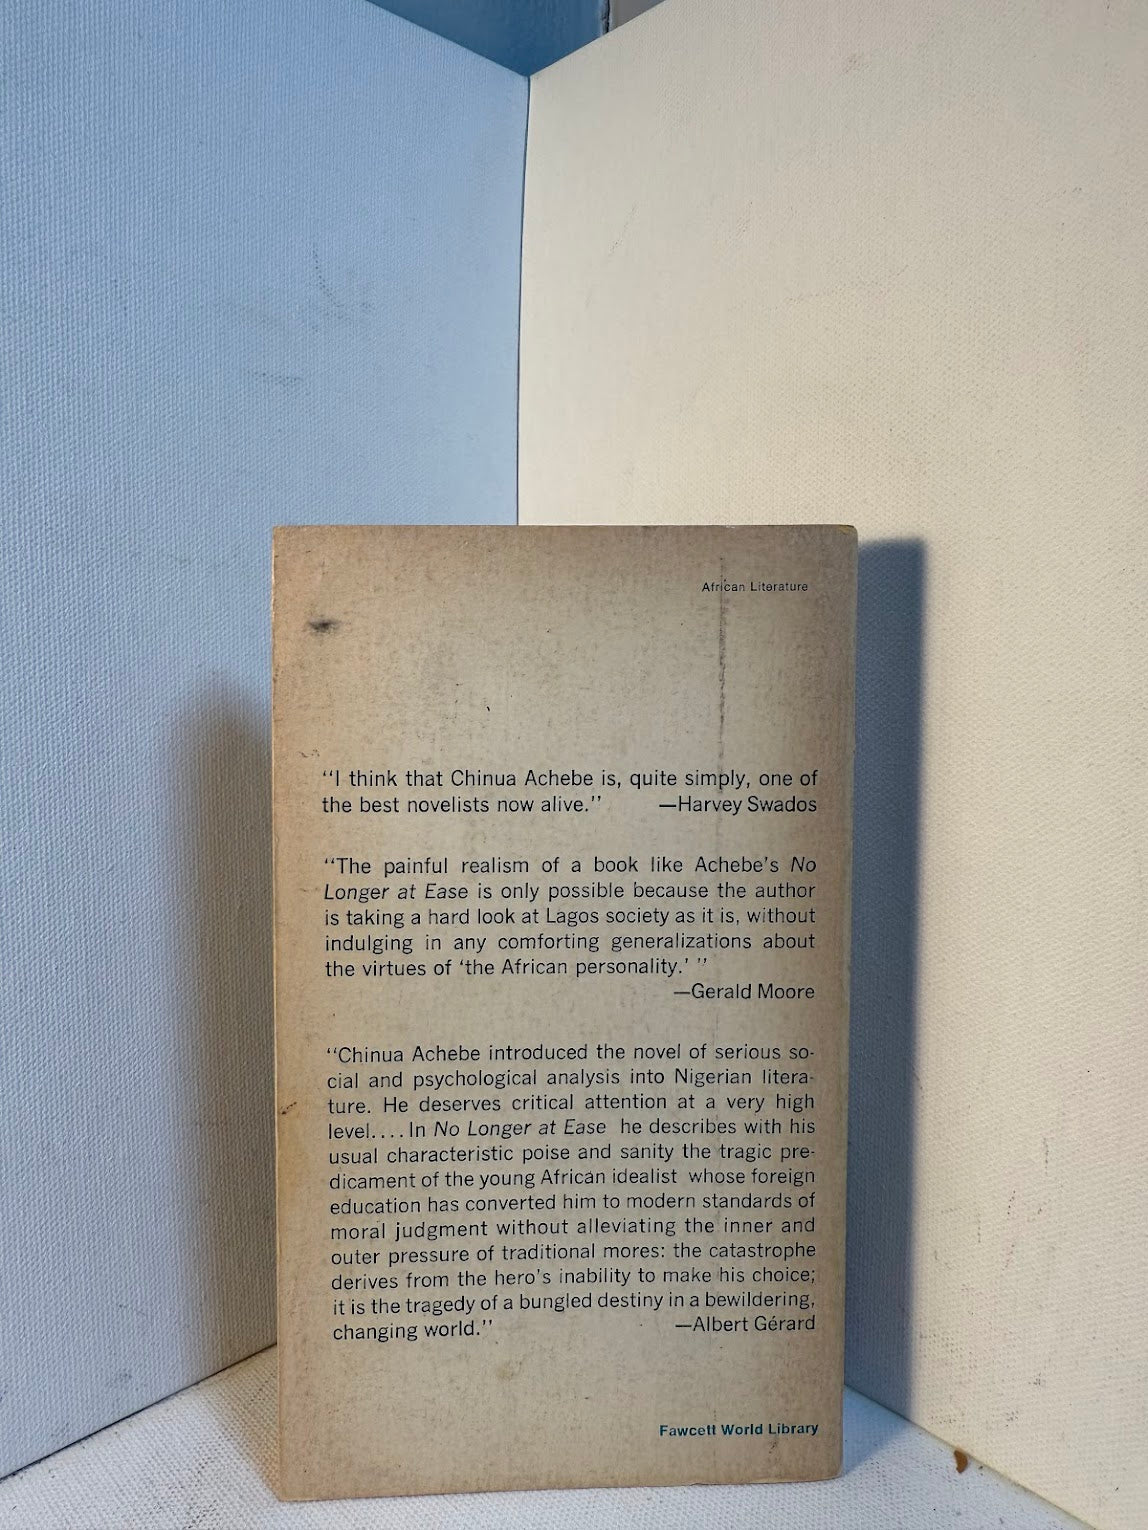 African Literature
“I think that Chinua Achebe is, quite simply, one of
the best novelists now alive.” —Harvey Swados
“The painful realism of a book like Achebe’s No
Longer at Ease is only possible because the author
is taking a hard look at Lagos society as it is, without
indulging in any comforting generalizations about
the virtues of ‘the African personality.’ ”
—Gerald Moore
“Chinua Achebe introduced the novel of serious so-
cial and psychological analysis into Nigerian litera-
ture. He deserves critical attention at a very high
level.... In No Longer at Ease he describes with his
usual characteristic poise and sanity the tragic pre-
dicament of the young African idealist whose foreign
education has converted him to modern standards of
moral judgment without alleviating the inner and
outer pressure of traditional mores: the catastrophe
derives from the hero’s inability to make his choice;
it is the tragedy of a bungled destiny in a bewildering,
changing world.” —Albert Gérard
Fawcett World Library